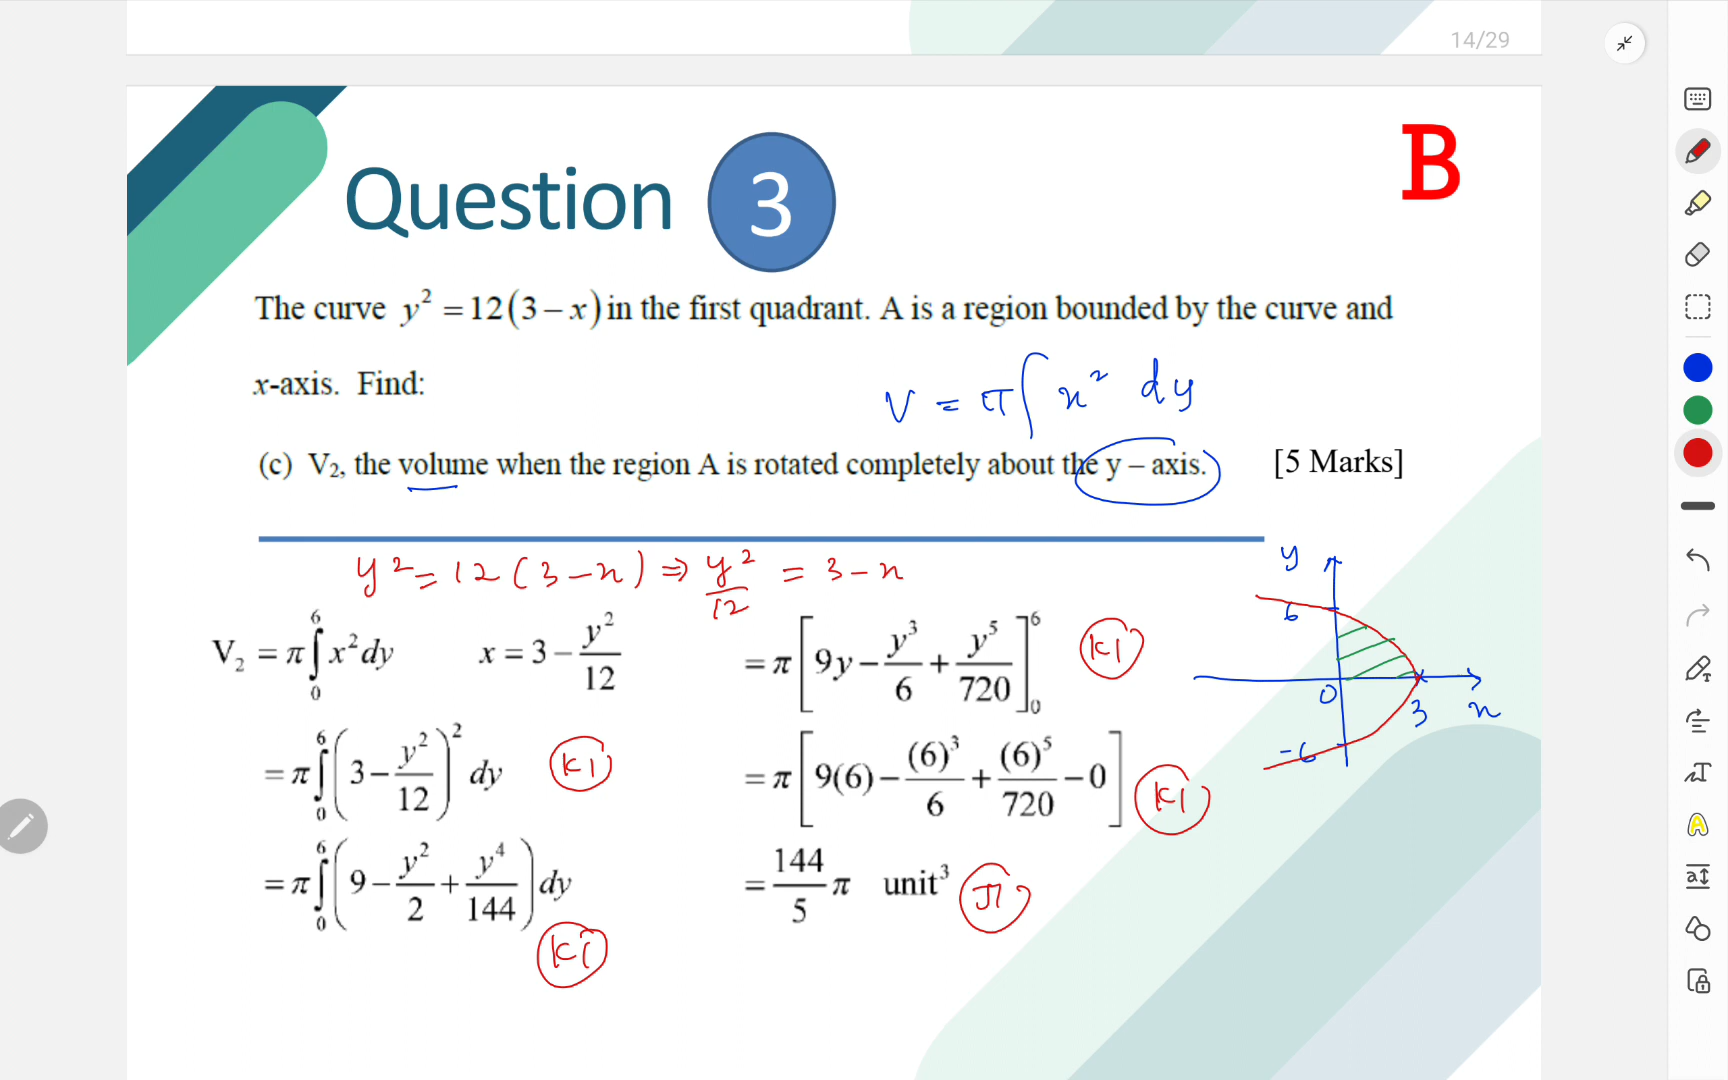 14/29
B
Question 3
The curve y² = 12(3 − x) in the first quadrant. A is a region bounded by the curve and
x-axis. Find:
V = π∫ x² dy
(c) V₂, the volume when the region A is rotated completely about the y – axis. [5 Marks]
y² = 12(3 − x) ⇒ y²/12 = 3 − x
V₂ = π∫₀⁶ x² dy x = 3 − y²/12
= π∫₀⁶ (3 − y²/12)² dy K1
= π∫₀⁶ (9 − y²/2 + y⁴/144) dy K1
= π[9y − y³/6 + y⁵/720]₀⁶ K1
= π[9(6) − (6)³/6 + (6)⁵/720 − 0] K1
= 144/5 π unit³ J1
y
6
0
3
x
−6